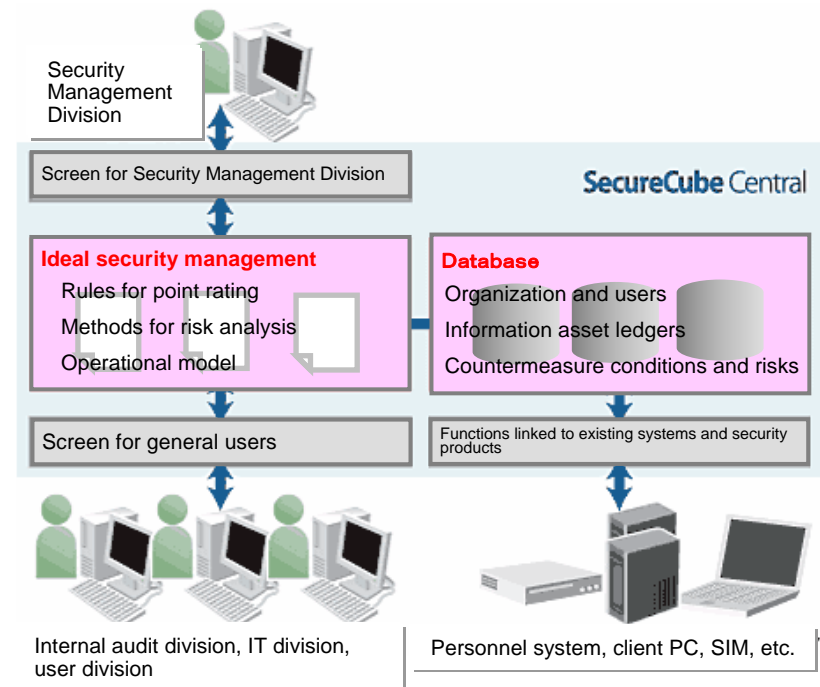 Security
Management
Division
Screen for Security Management Division
SecureCube Central
Ideal security management
Rules for point rating
Methods for risk analysis
Operational model
Database
Organization and users
Information asset ledgers
Countermeasure conditions and risks
Screen for general users
Functions linked to existing systems and security
products
Internal audit division, IT division,
user division
Personnel system, client PC, SIM, etc.